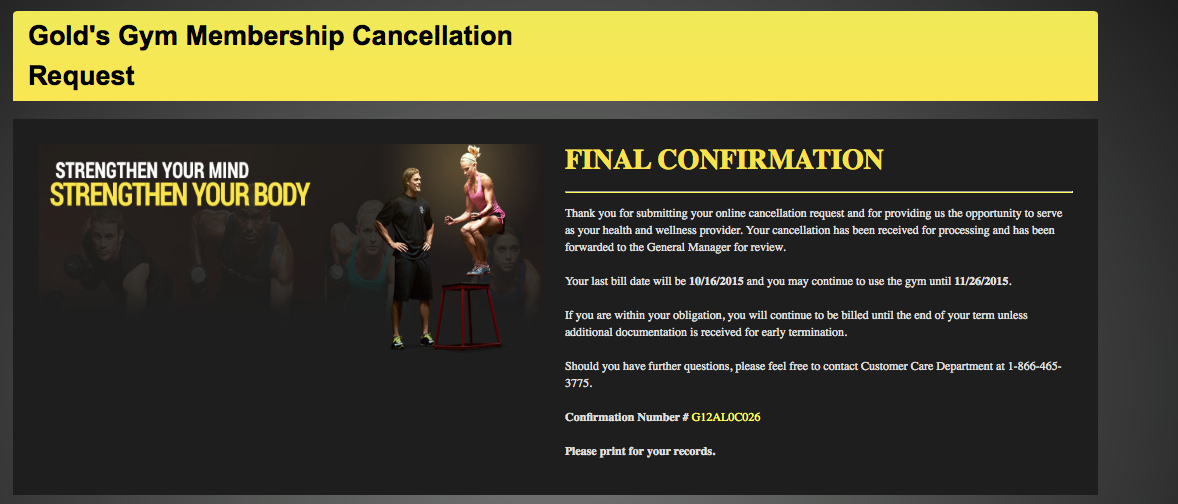 Gold's Gym Membership Cancellation
Request
STRENGTHEN YOUR MIND
STRENGTHEN YOUR BODY
FINAL CONFIRMATION
Thank you for submitting your online cancellation request and for providing us the opportunity to serve
as your health and wellness provider. Your cancellation has been received for processing and has been
forwarded to the General Manager for review.
Your last bill date will be 10/16/2015 and you may continue to use the gym until 11/26/2015.
If you are within your obligation, you will continue to be billed until the end of your term unless
additional documentation is received for early termination.
Should you have further questions, please feel free to contact Customer Care Department at 1-866-465-
3775.
Confirmation Number # G12AL0C026
Please print for your records.